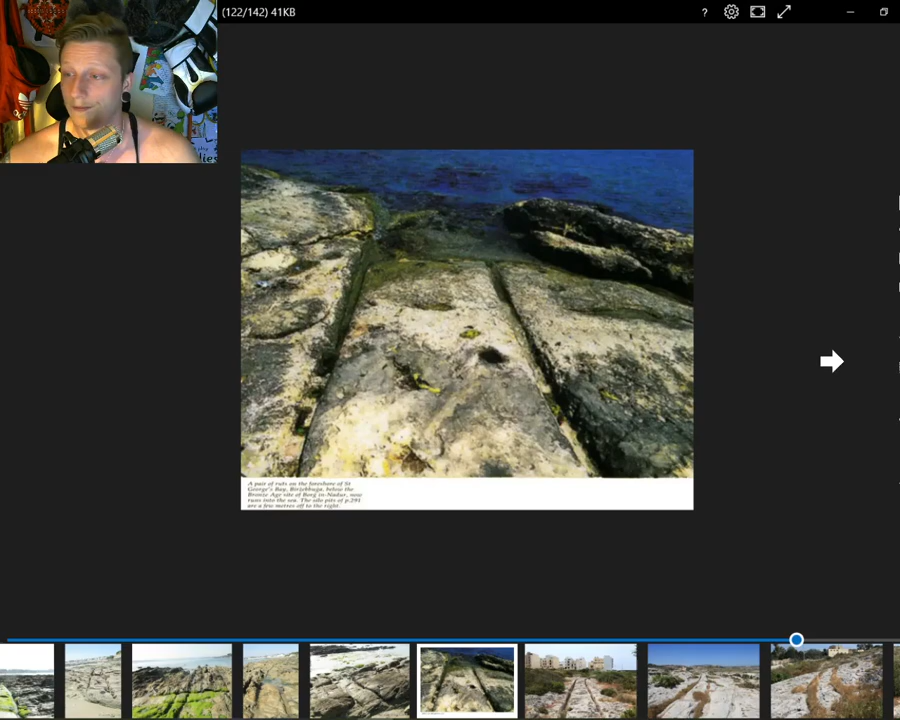 (122/142) 41KB
?
A pair of ruts on the foreshore of St
George's Bay, Birżebbuġa, below the
Bronze Age site of Borġ in-Nadur, now
runs into the sea. The silo pits of p.291
are a few metres off to the right.